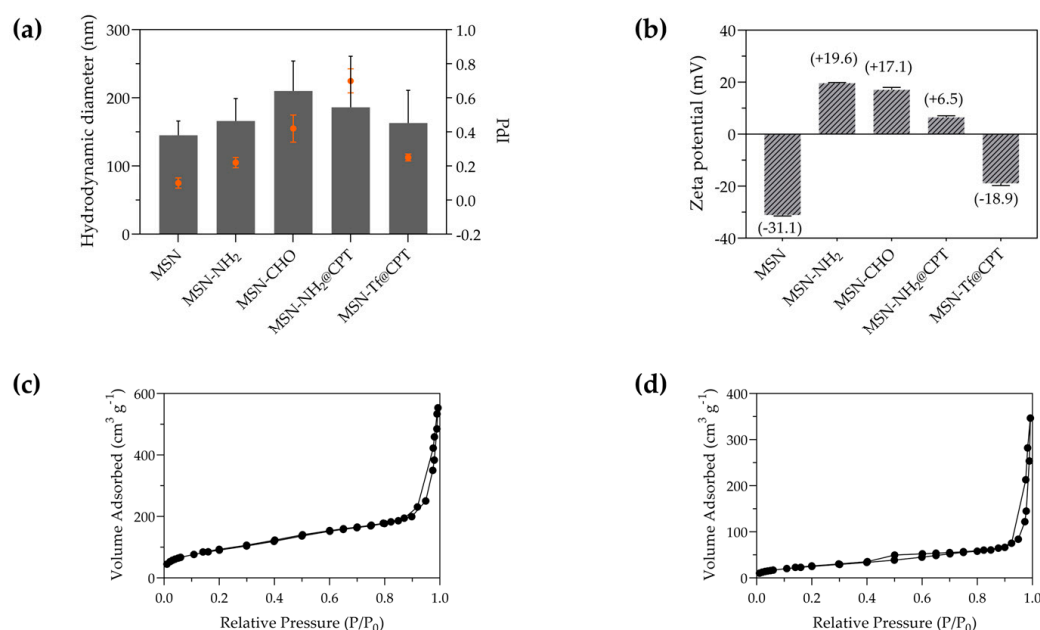 (a)
Hydrodynamic diameter (nm)
300
200
100
0
1.0
0.8
0.6
0.4
0.2
0.0
-0.2
PdI
MSN
MSN-NH2
MSN-CHO
MSN-NH2@CPT
MSN-Tf@CPT
(b)
Zeta potential (mV)
40
20
0
-20
-40
(+19.6)
(+17.1)
(+6.5)
(-31.1)
(-18.9)
MSN
MSN-NH2
MSN-CHO
MSN-NH2@CPT
MSN-Tf@CPT
(c)
Volume Adsorbed (cm3 g-1)
600
400
200
0
0.0 0.2 0.4 0.6 0.8 1.0
Relative Pressure (P/P0)
(d)
Volume Adsorbed (cm3 g-1)
400
300
200
100
0
0.0 0.2 0.4 0.6 0.8 1.0
Relative Pressure (P/P0)